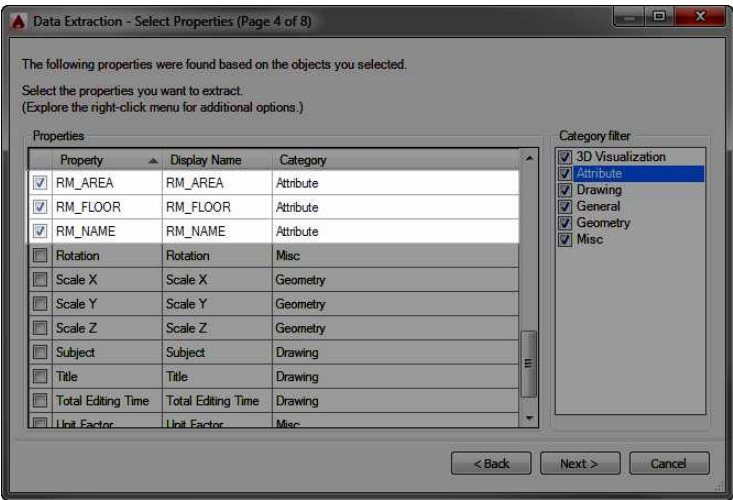 Data Extraction - Select Properties (Page 4 of 8)
The following properties were found based on the objects you selected.
Select the properties you want to extract.
(Explore the right-click menu for additional options.)
Properties
Category filter
Property Display Name Category
RM_AREA RM_AREA Attribute
RM_FLOOR RM_FLOOR Attribute
RM_NAME RM_NAME Attribute
Rotation Rotation Misc
Scale X Scale X Geometry
Scale Y Scale Y Geometry
Scale Z Scale Z Geometry
Subject Subject Drawing
Title Title Drawing
Total Editing Time Total Editing Time Drawing
Unit Factor Unit Factor Misc
3D Visualization
Attribute
Drawing
General
Geometry
Misc
< Back Next > Cancel